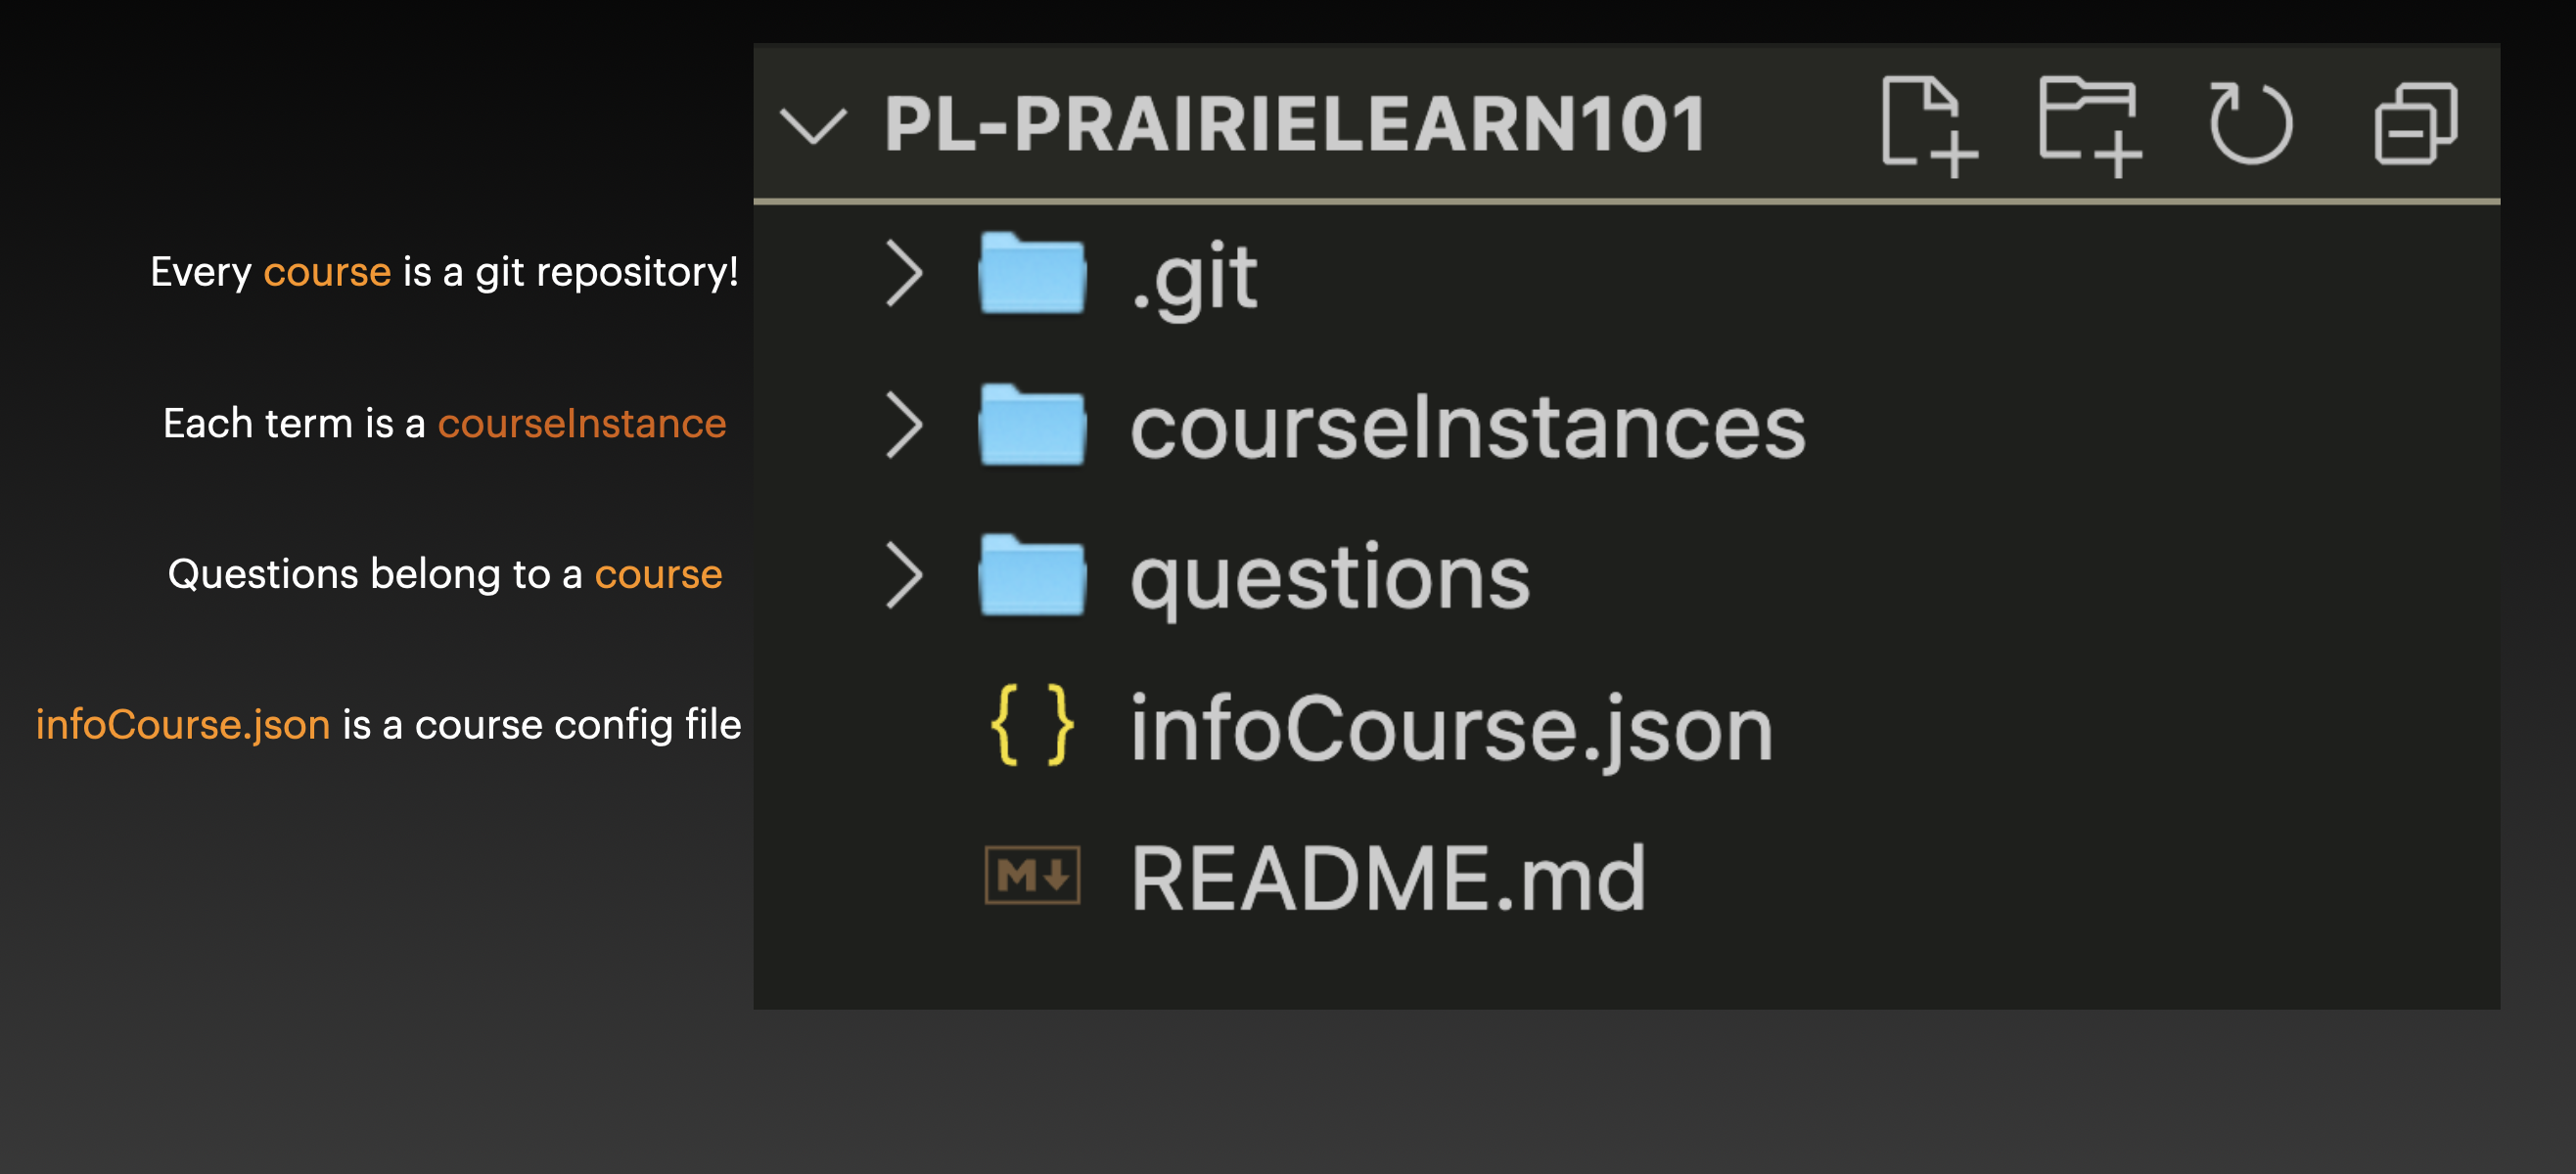 PL-PRAIRIELEARN101
Every course is a git repository!
.git
Each term is a courseInstance
courseInstances
Questions belong to a course
questions
infoCourse.json is a course config file
{ } infoCourse.json
M README.md